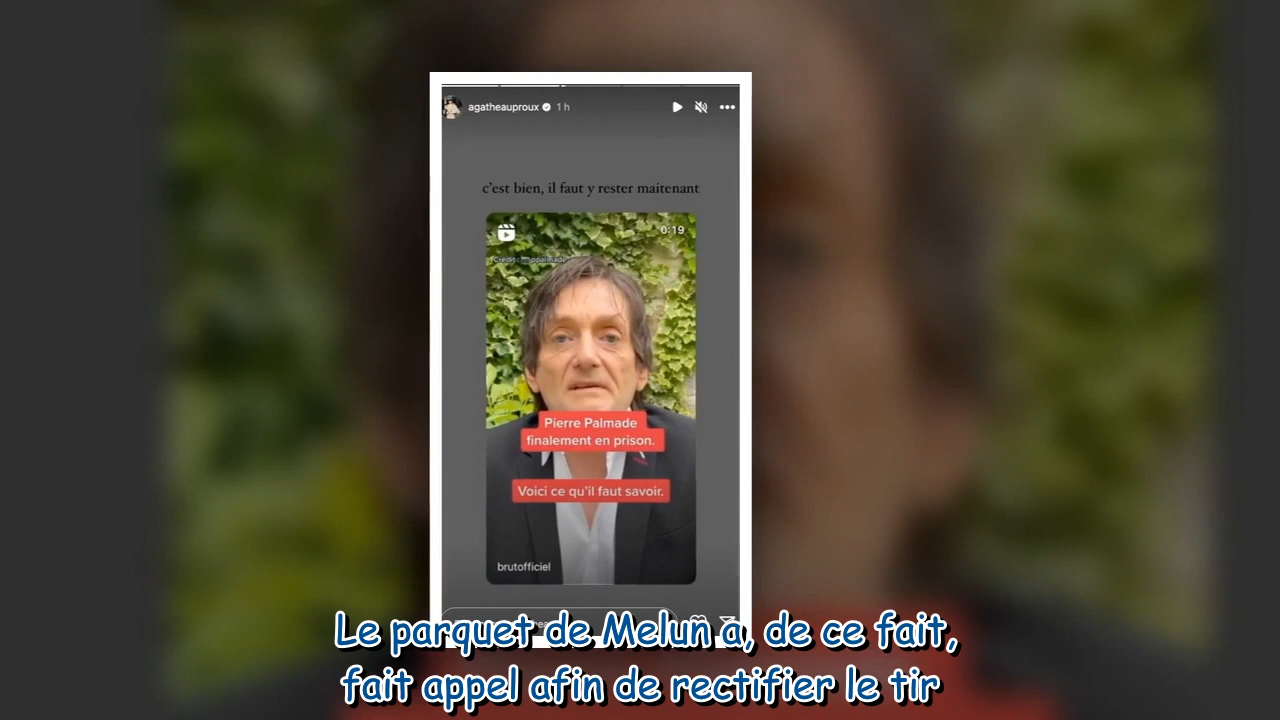 agatheauproux 1 h
c'est bien, il faut y rester maitenant
0:19
Pierre Palmade
finalement en prison.
Voici ce qu'il faut savoir.
brutofficiel
Le parquet de Melun a, de ce fait,
fait appel afin de rectifier le tir